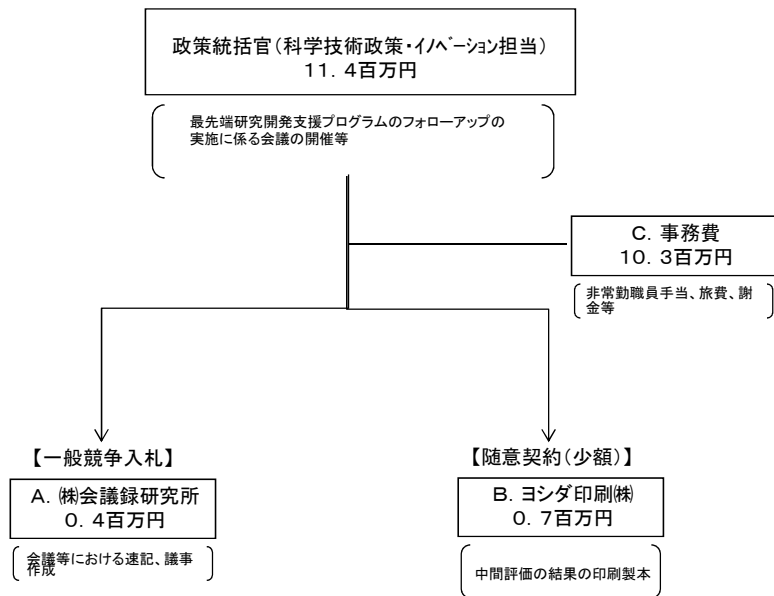 政策統括官(科学技術政策・ｲﾉﾍﾞｰｼｮﾝ担当)
１１．４百万円
最先端研究開発支援プログラムのフォローアップの
実施に係る会議の開催等
Ｃ．事務費
１０．３百万円
非常勤職員手当、旅費、謝
金等
【一般競争入札】
Ａ．㈱会議録研究所
０．４百万円
会議等における速記、議事
作成
【随意契約(少額)】
Ｂ．ヨシダ印刷㈱
０．７百万円
中間評価の結果の印刷製本